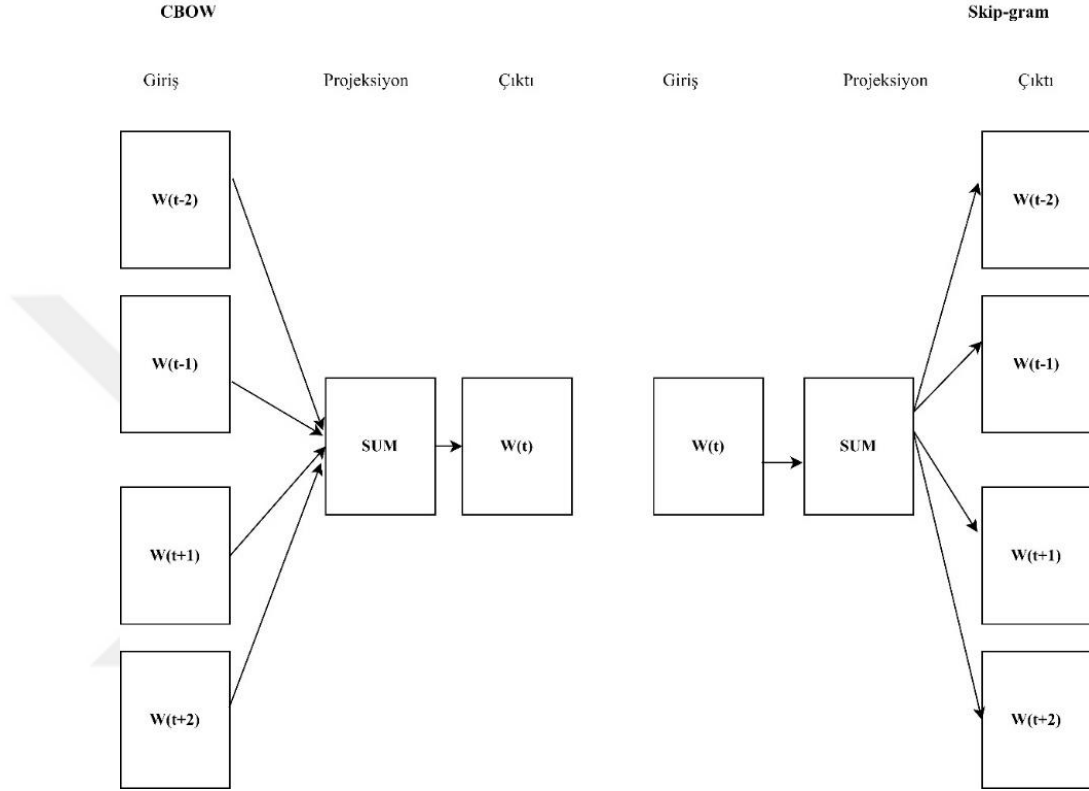 CBOW
Skip-gram
Giriş
Projeksiyon
Çıktı
Giriş
Projeksiyon
Çıktı
W(t-2)
W(t-1)
W(t+1)
W(t+2)
SUM
W(t)
W(t)
SUM
W(t-2)
W(t-1)
W(t+1)
W(t+2)